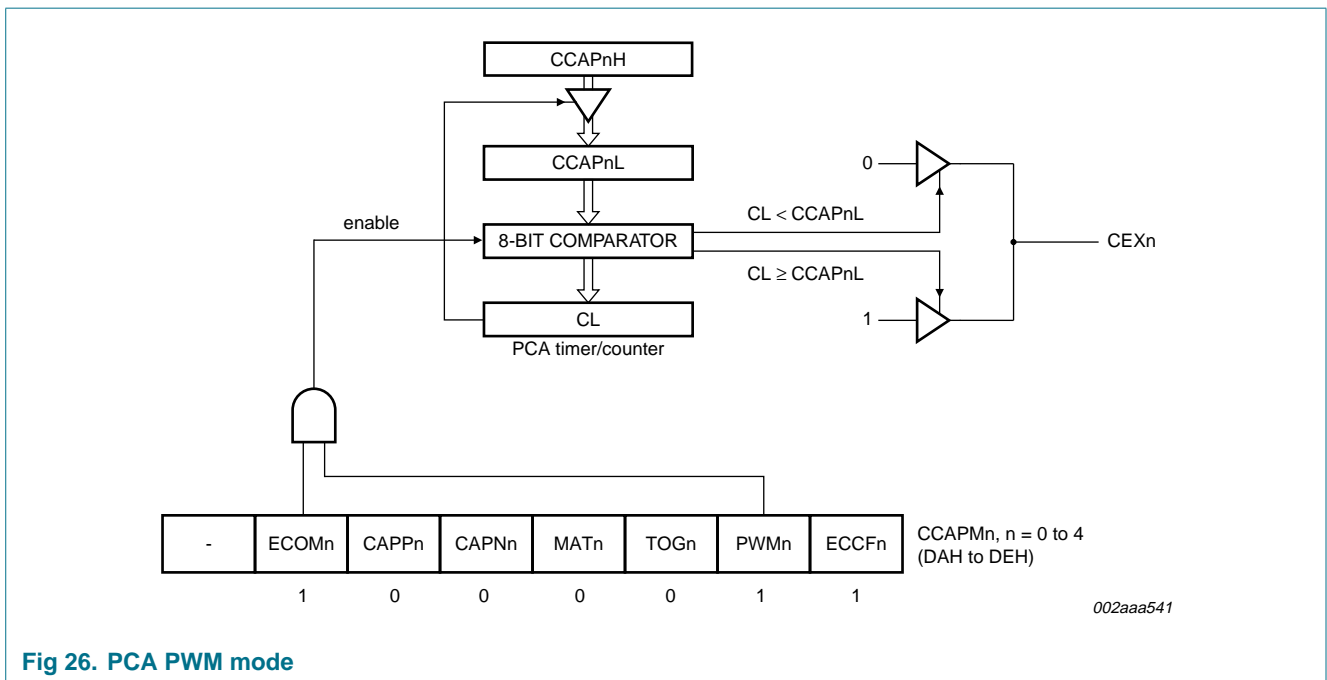 CCAPnH
CCAPnL
0
CL < CCAPnL
enable
8-BIT COMPARATOR
CEXn
CL ≥ CCAPnL
CL
1
PCA timer/counter
- ECOMn CAPPn CAPNn MATn TOGn PWMn ECCFn
CCAPMn, n = 0 to 4
(DAH to DEH)
1 0 0 0 0 1 1
002aaa541
Fig 26. PCA PWM mode